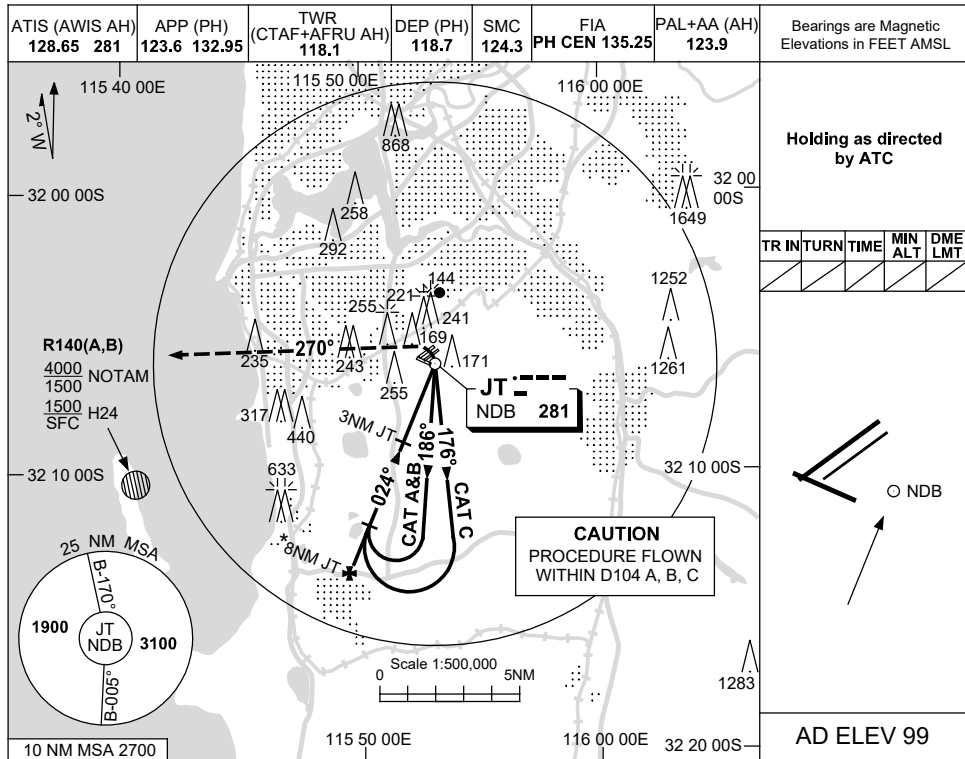 ATIS (AWIS AH)
128.65 281
APP (PH)
123.6 132.95
TWR
(CTAF+AFRU AH)
118.1
DEP (PH)
118.7
SMC
124.3
FIA
PH CEN 135.25
PAL+AA (AH)
123.9
Bearings are Magnetic
Elevations in FEET AMSL
115 40 00E
115 50 00E
116 00 00E
2° W
868
Holding as directed
by ATC
32 00 00S
258
292
1649
32 00
00S
TR IN
TURN
TIME
MIN
ALT
DME
LMT
144
221
255
241
1252
169
R140(A,B)
4000
1500
NOTAM
1500
SFC
H24
235
270°
243
255
171
1261
JT
NDB 281
317
440
3NM JT
32 10 00S
32 10 00S
633
024°
CAT A&B
186°
176°
CAT C
NDB
*8NM JT
CAUTION
PROCEDURE FLOWN
WITHIN D104 A, B, C
25 NM MSA
B-170°
1900
JT
NDB
3100
B-005°
Scale 1:500,000
0
5NM
1283
10 NM MSA 2700
115 50 00E
116 00 00E
32 20 00S
AD ELEV 99